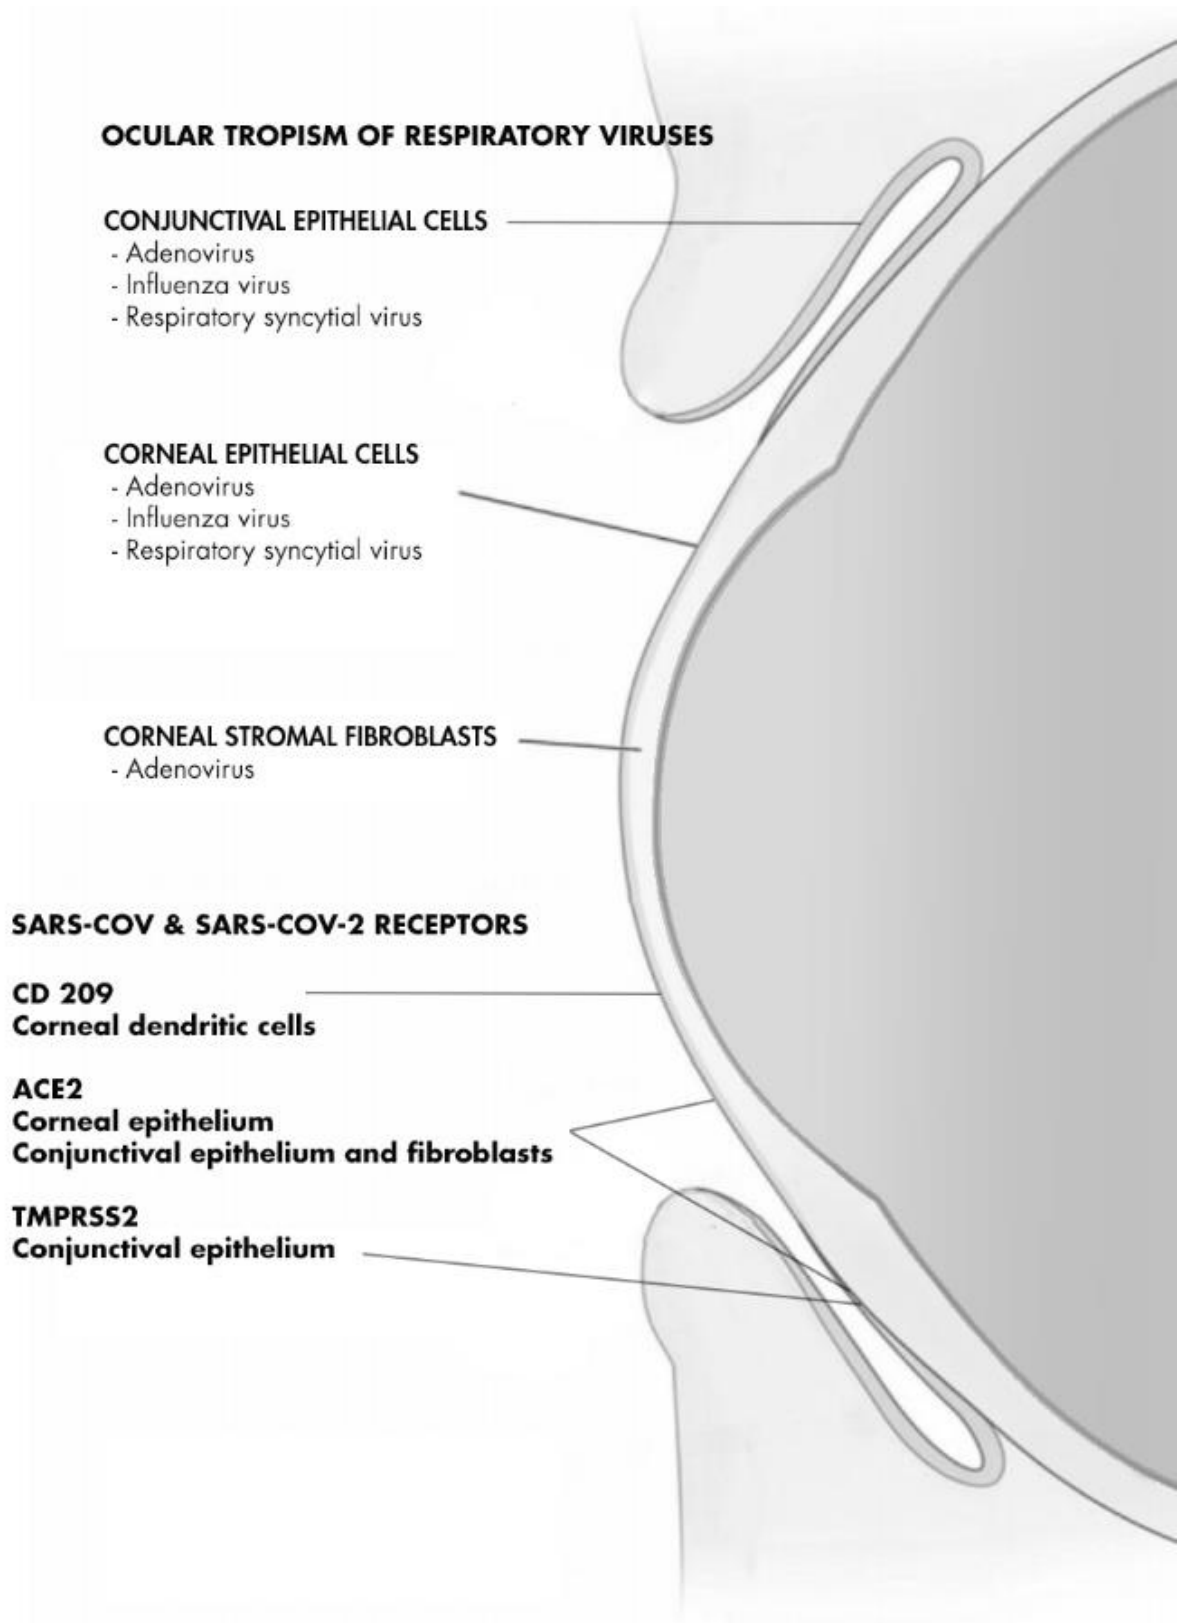 OCULAR TROPISM OF RESPIRATORY VIRUSES
CONJUNCTIVAL EPITHELIAL CELLS
- Adenovirus
- Influenza virus
- Respiratory syncytial virus
CORNEAL EPITHELIAL CELLS
- Adenovirus
- Influenza virus
- Respiratory syncytial virus
CORNEAL STROMAL FIBROBLASTS
- Adenovirus
SARS-COV & SARS-COV-2 RECEPTORS
CD 209
Corneal dendritic cells
ACE2
Corneal epithelium
Conjunctival epithelium and fibroblasts
TMPRSS2
Conjunctival epithelium